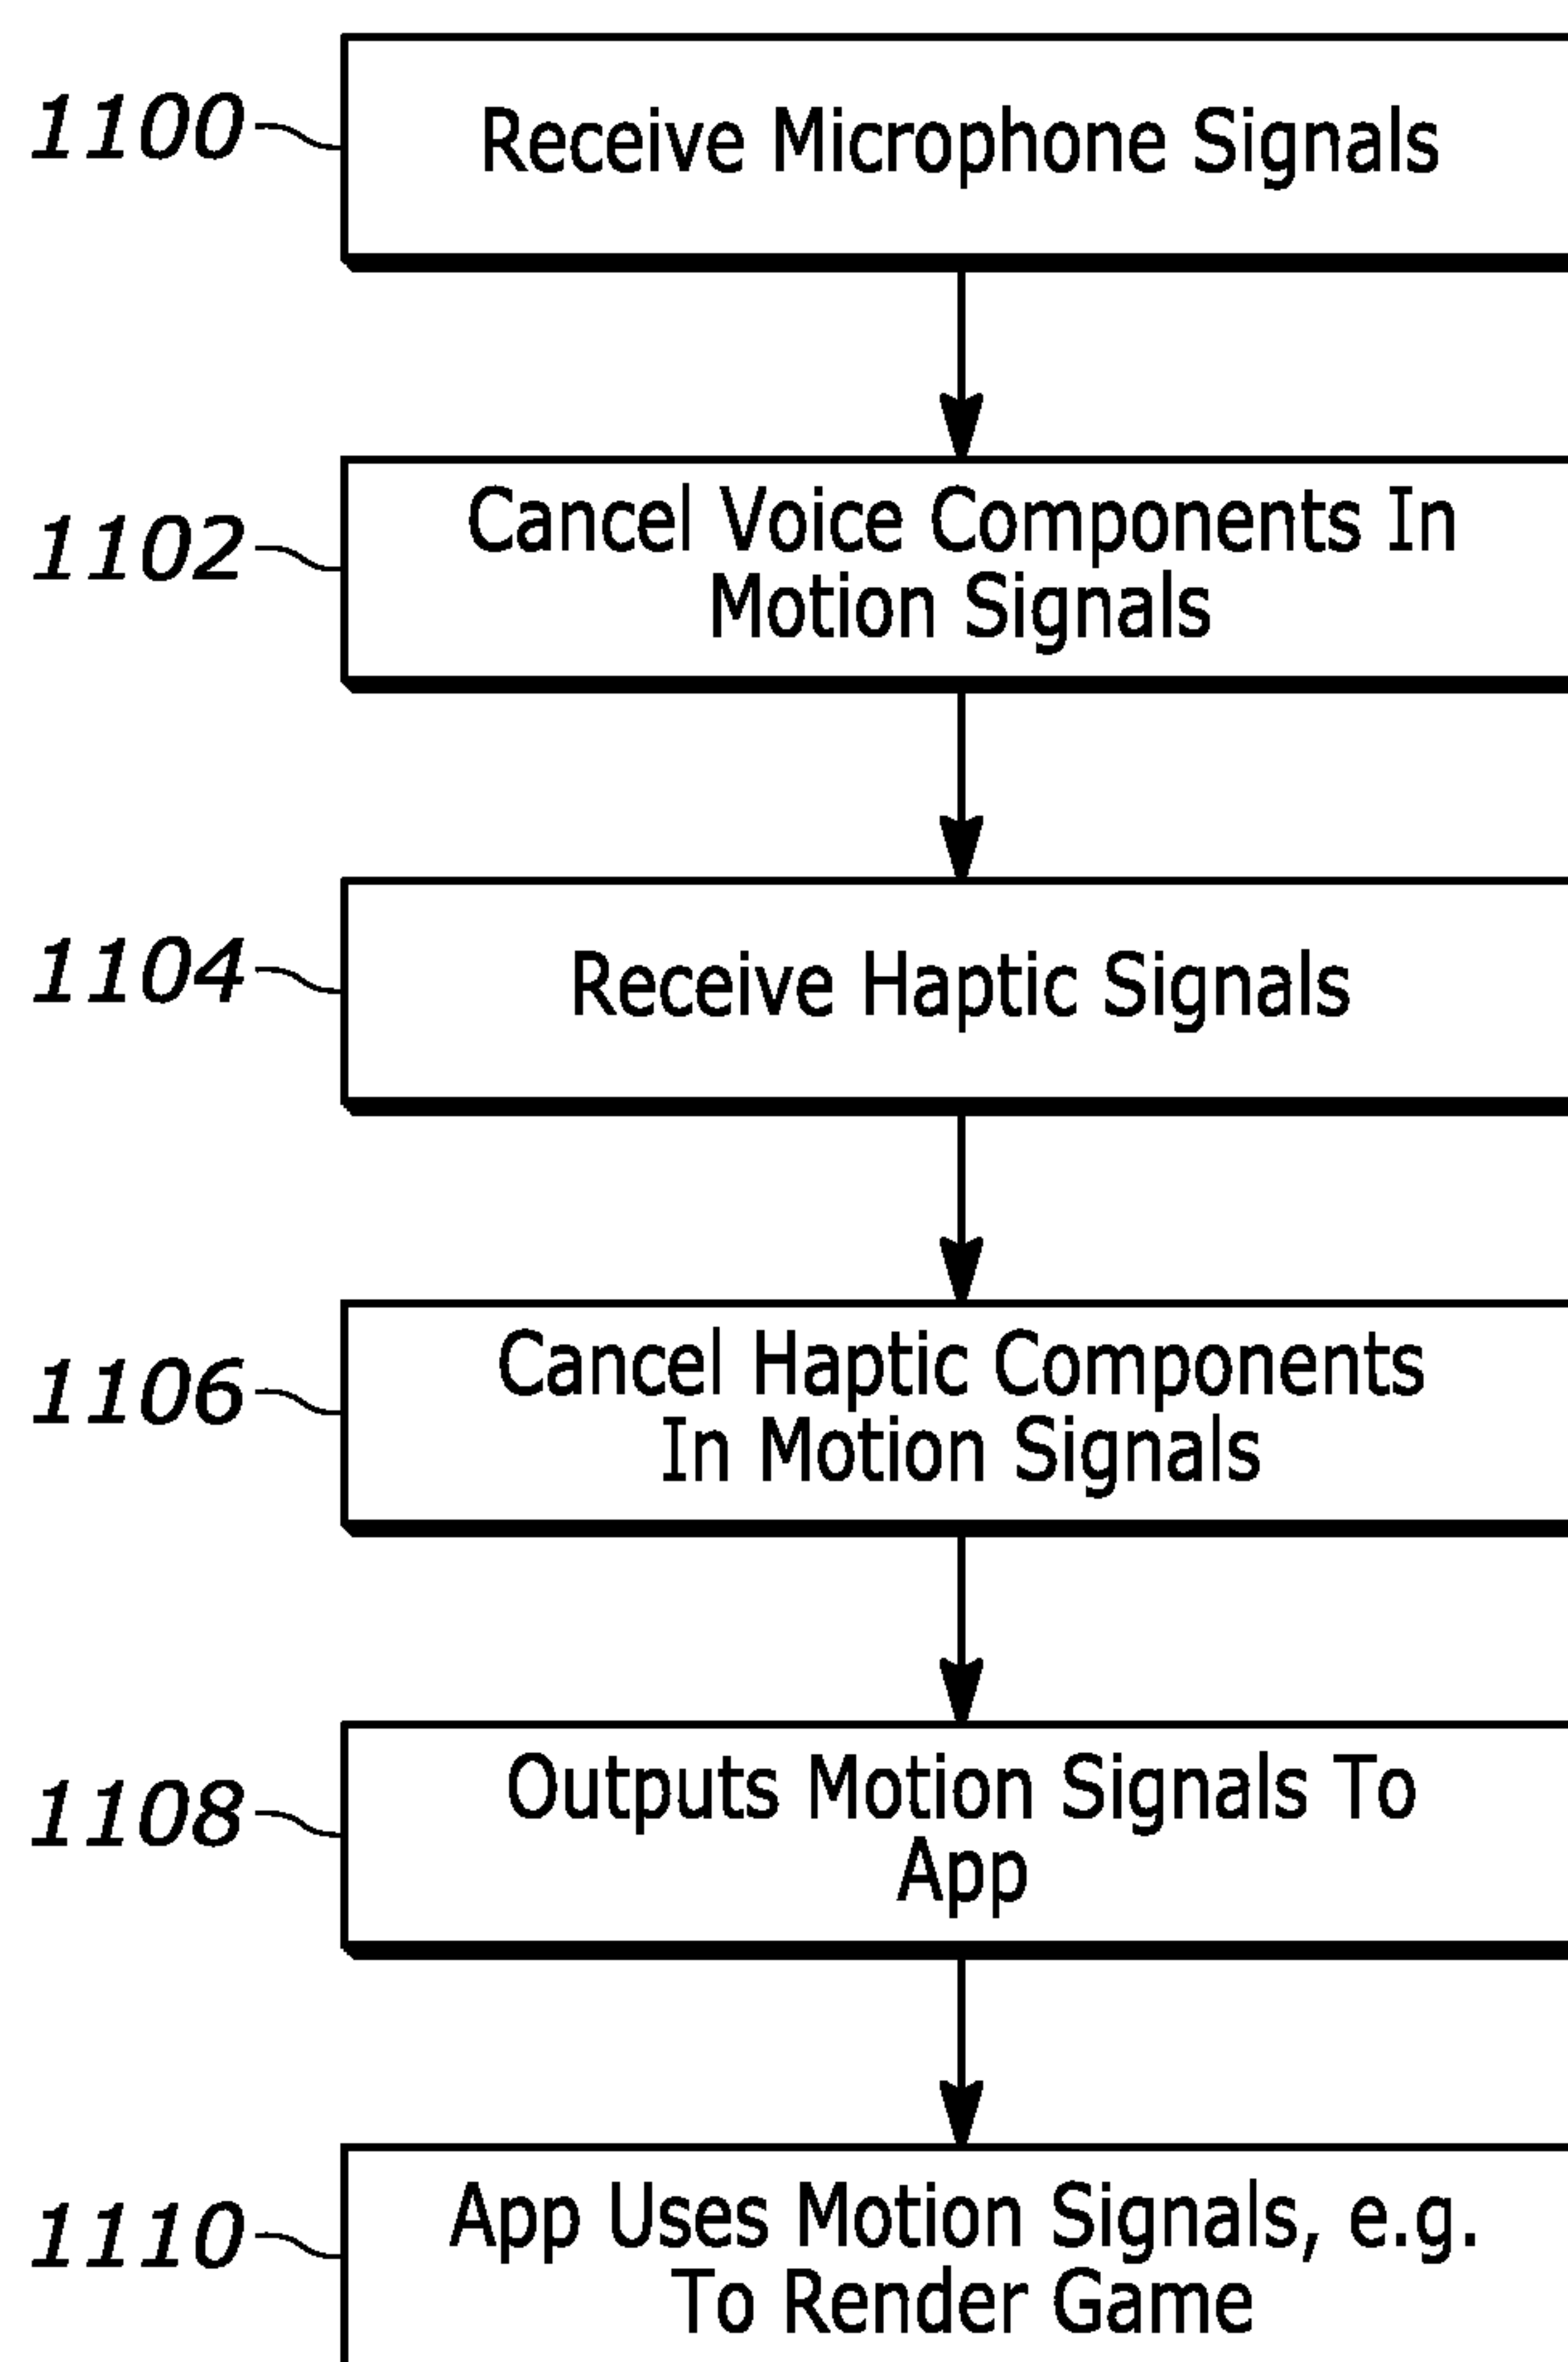 1100
Receive Microphone Signals
1102
Cancel Voice Components In
Motion Signals
1104
Receive Haptic Signals
1106
Cancel Haptic Components
In Motion Signals
1108
Outputs Motion Signals To
App
1110
App Uses Motion Signals, e.g.
To Render Game